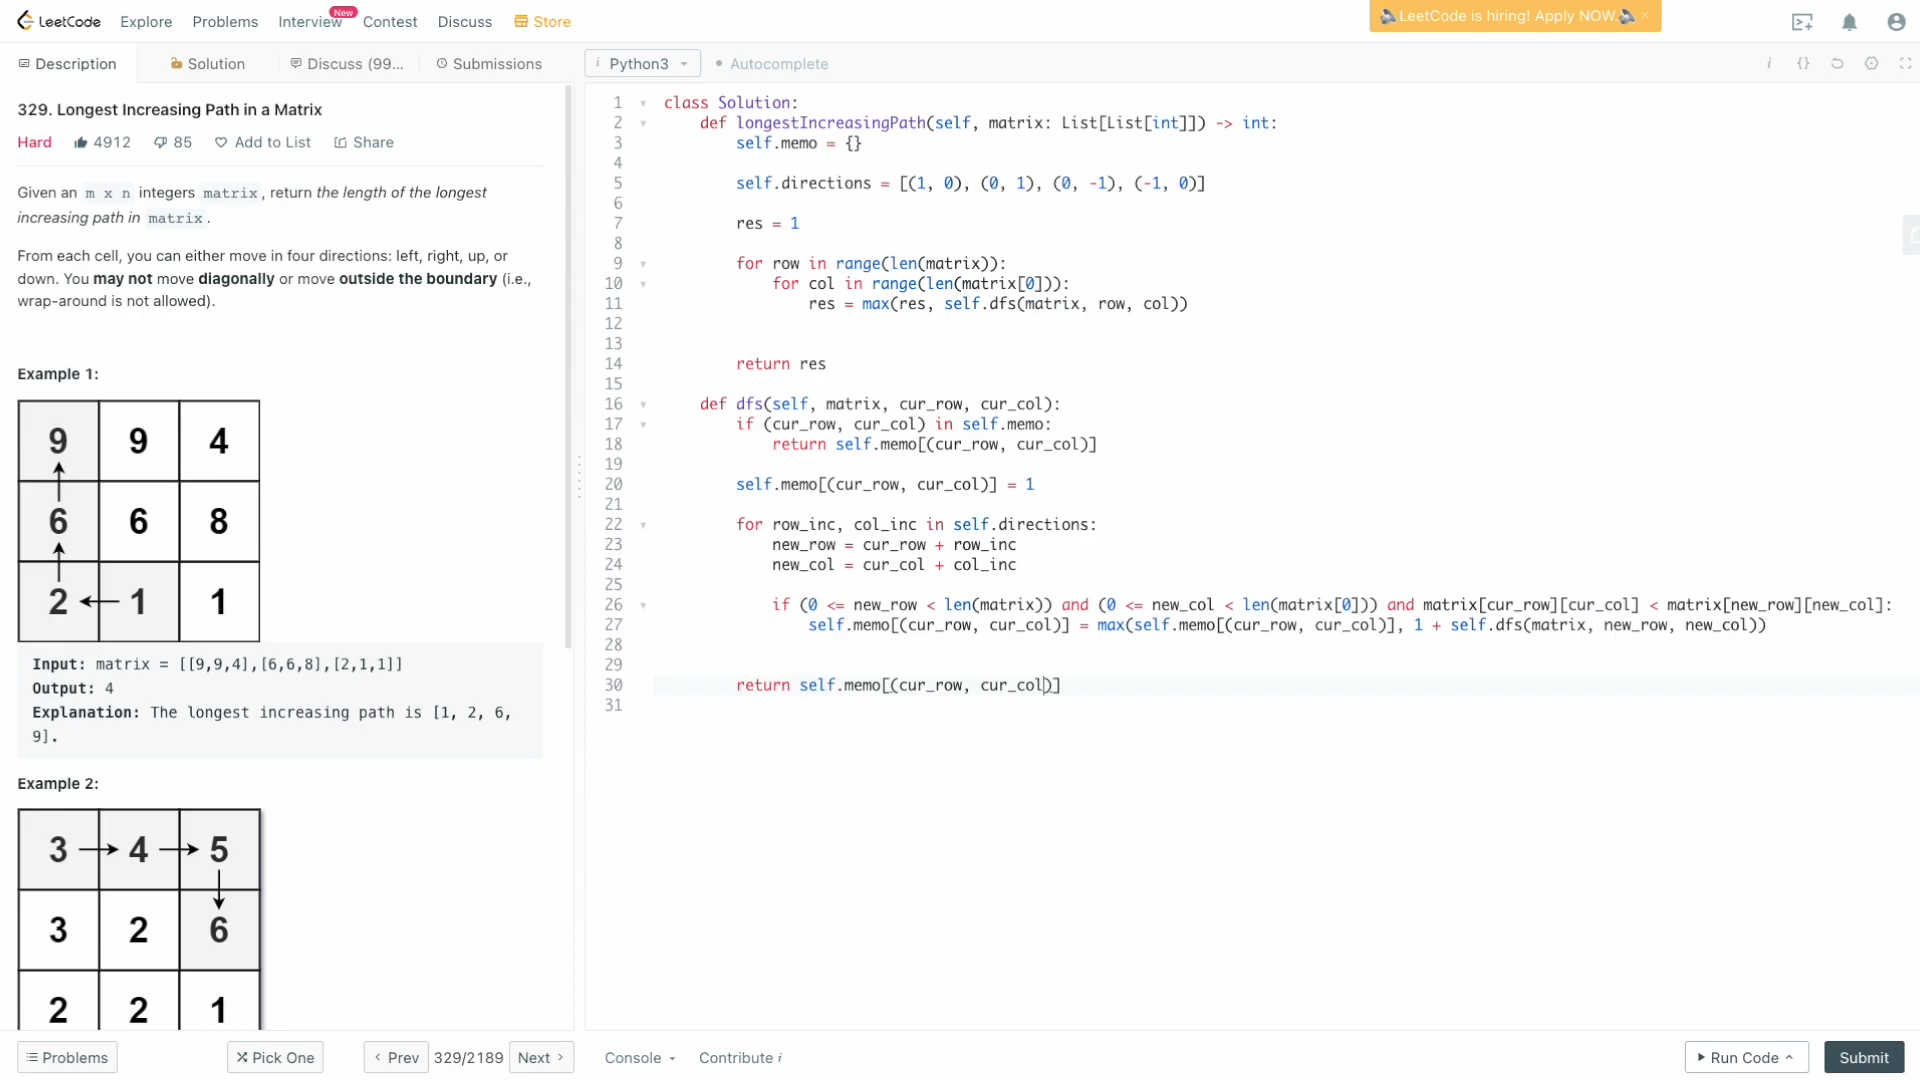 LeetCode Explore Problems Interview New Contest Discuss Store LeetCode is hiring! Apply NOW. ×
Description Solution Discuss (99... Submissions
i Python3 Autocomplete i {}
329. Longest Increasing Path in a Matrix
Hard 4912 85 Add to List Share
Given an m x n integers matrix, return the length of the longest
increasing path in matrix.
From each cell, you can either move in four directions: left, right, up, or
down. You may not move diagonally or move outside the boundary (i.e.,
wrap-around is not allowed).
Example 1:
9 9 4
6 6 8
2 1 1
Input: matrix = [[9,9,4],[6,6,8],[2,1,1]]
Output: 4
Explanation: The longest increasing path is [1, 2, 6,
9].
Example 2:
3 4 5
3 2 6
2 2 1
1 class Solution:
2     def longestIncreasingPath(self, matrix: List[List[int]]) -> int:
3         self.memo = {}
4
5         self.directions = [(1, 0), (0, 1), (0, -1), (-1, 0)]
6
7         res = 1
8
9         for row in range(len(matrix)):
10             for col in range(len(matrix[0])):
11                 res = max(res, self.dfs(matrix, row, col))
12
13
14         return res
15
16     def dfs(self, matrix, cur_row, cur_col):
17         if (cur_row, cur_col) in self.memo:
18             return self.memo[(cur_row, cur_col)]
19
20         self.memo[(cur_row, cur_col)] = 1
21
22         for row_inc, col_inc in self.directions:
23             new_row = cur_row + row_inc
24             new_col = cur_col + col_inc
25
26             if (0 <= new_row < len(matrix)) and (0 <= new_col < len(matrix[0])) and matrix[cur_row][cur_col] < matrix[new_row][new_col]:
27                 self.memo[(cur_row, cur_col)] = max(self.memo[(cur_row, cur_col)], 1 + self.dfs(matrix, new_row, new_col))
28
29
30         return self.memo[(cur_row, cur_col)]
31
Problems Pick One < Prev 329/2189 Next > Console Contribute i Run Code Submit